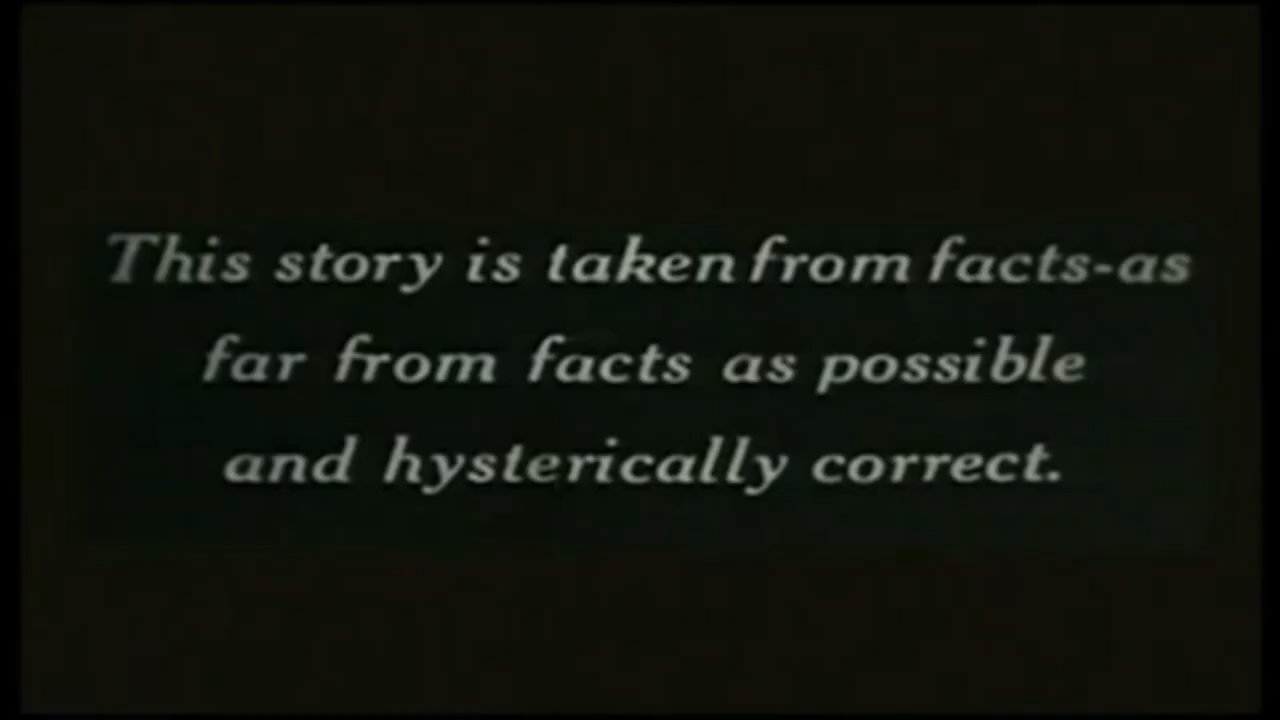 This story is taken from facts-as
far from facts as possible
and hysterically correct.